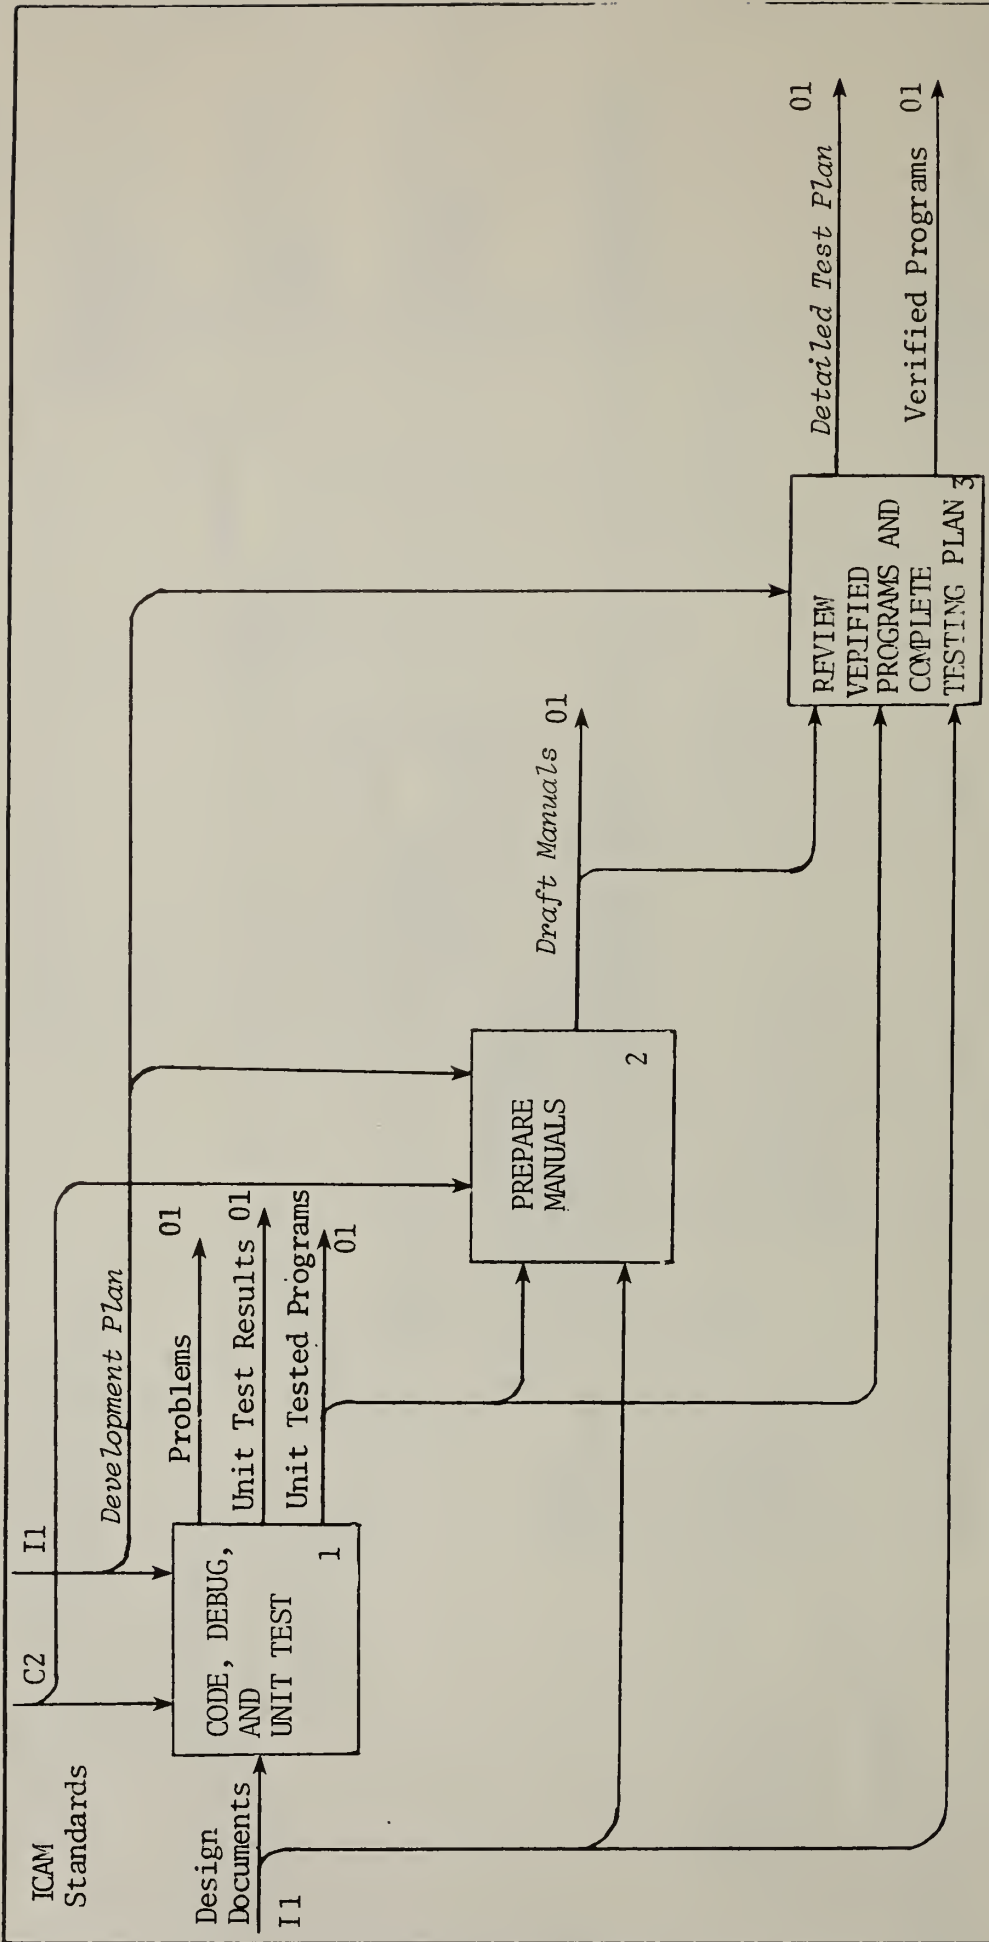 ICAM
Standards
C2
I1
Development Plan
Design
Documents
I1
CODE, DEBUG,
AND
UNIT TEST
1
Problems
01
Unit Test Results 01
Unit Tested Programs
01
PREPARE
MANUALS
2
Draft Manuals 01
REVIEW
VERIFIED
PROGRAMS AND
COMPLETE
TESTING PLAN
3
Detailed Test Plan 01
Verified Programs 01